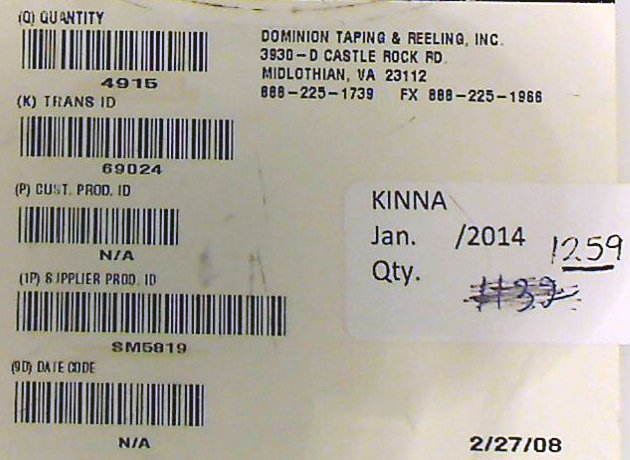 (Q) QUANTITY
4915
(K) TRANS ID
69024
(P) CUST. PROD. ID
N/A
(1P) SUPPLIER PROD. ID
SM5819
(9D) DATE CODE
N/A
DOMINION TAPING & REELING, INC.
3930-D CASTLE ROCK RD.
MIDLOTHIAN, VA 23112
888-225-1739 FX 888-225-1966
KINNA
Jan. /2014
Qty.
1259
2/27/08